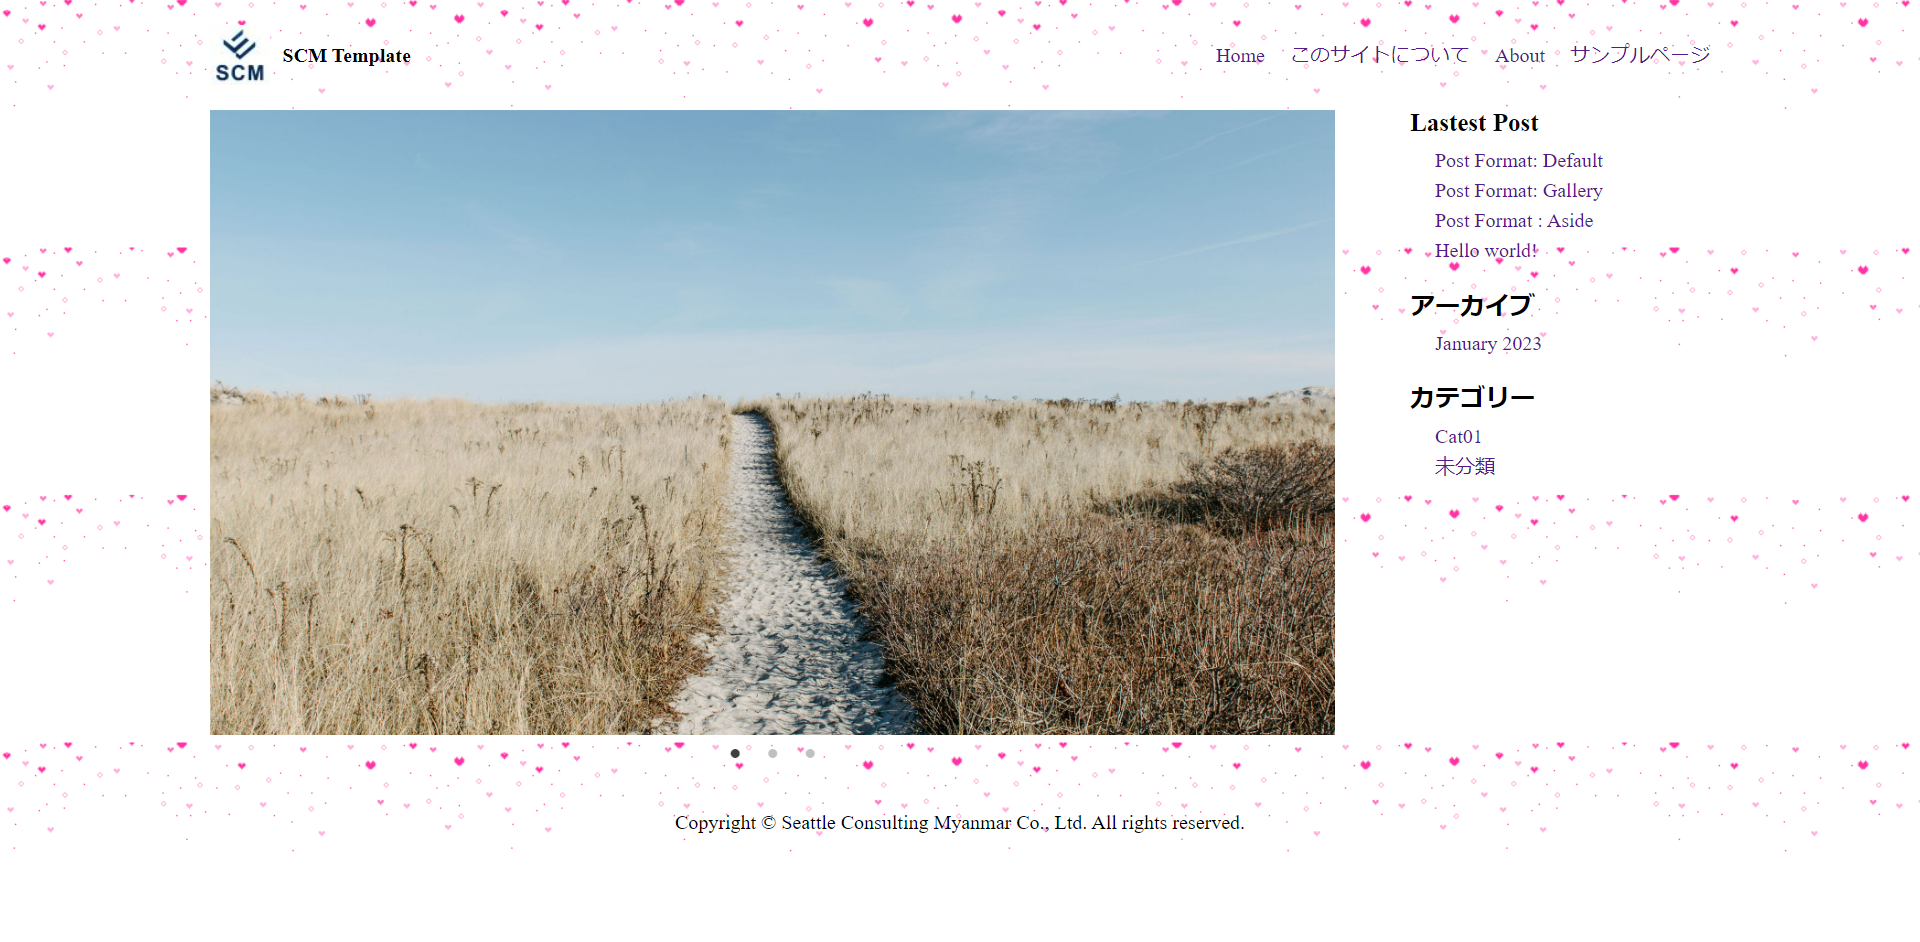 SCM
SCM Template
Home このサイトについて About サンプルページ
Lastest Post
Post Format: Default
Post Format: Gallery
Post Format : Aside
Hello world!
アーカイブ
January 2023
カテゴリー
Cat01
未分類
Copyright © Seattle Consulting Myanmar Co., Ltd. All rights reserved.